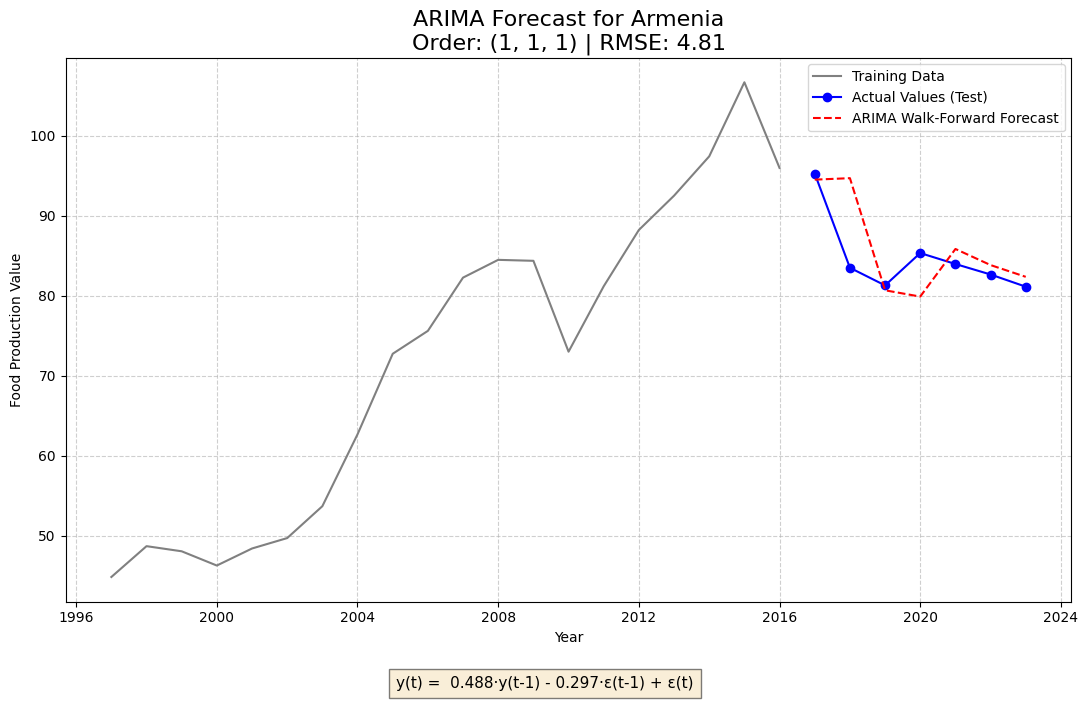 ARIMA Forecast for Armenia
Order: (1, 1, 1) | RMSE: 4.81
Training Data
Actual Values (Test)
ARIMA Walk-Forward Forecast
Food Production Value
100
90
80
70
60
50
1996
2000
2004
2008
2012
2016
2020
2024
Year
y(t) = 0.488·y(t-1) - 0.297·ε(t-1) + ε(t)